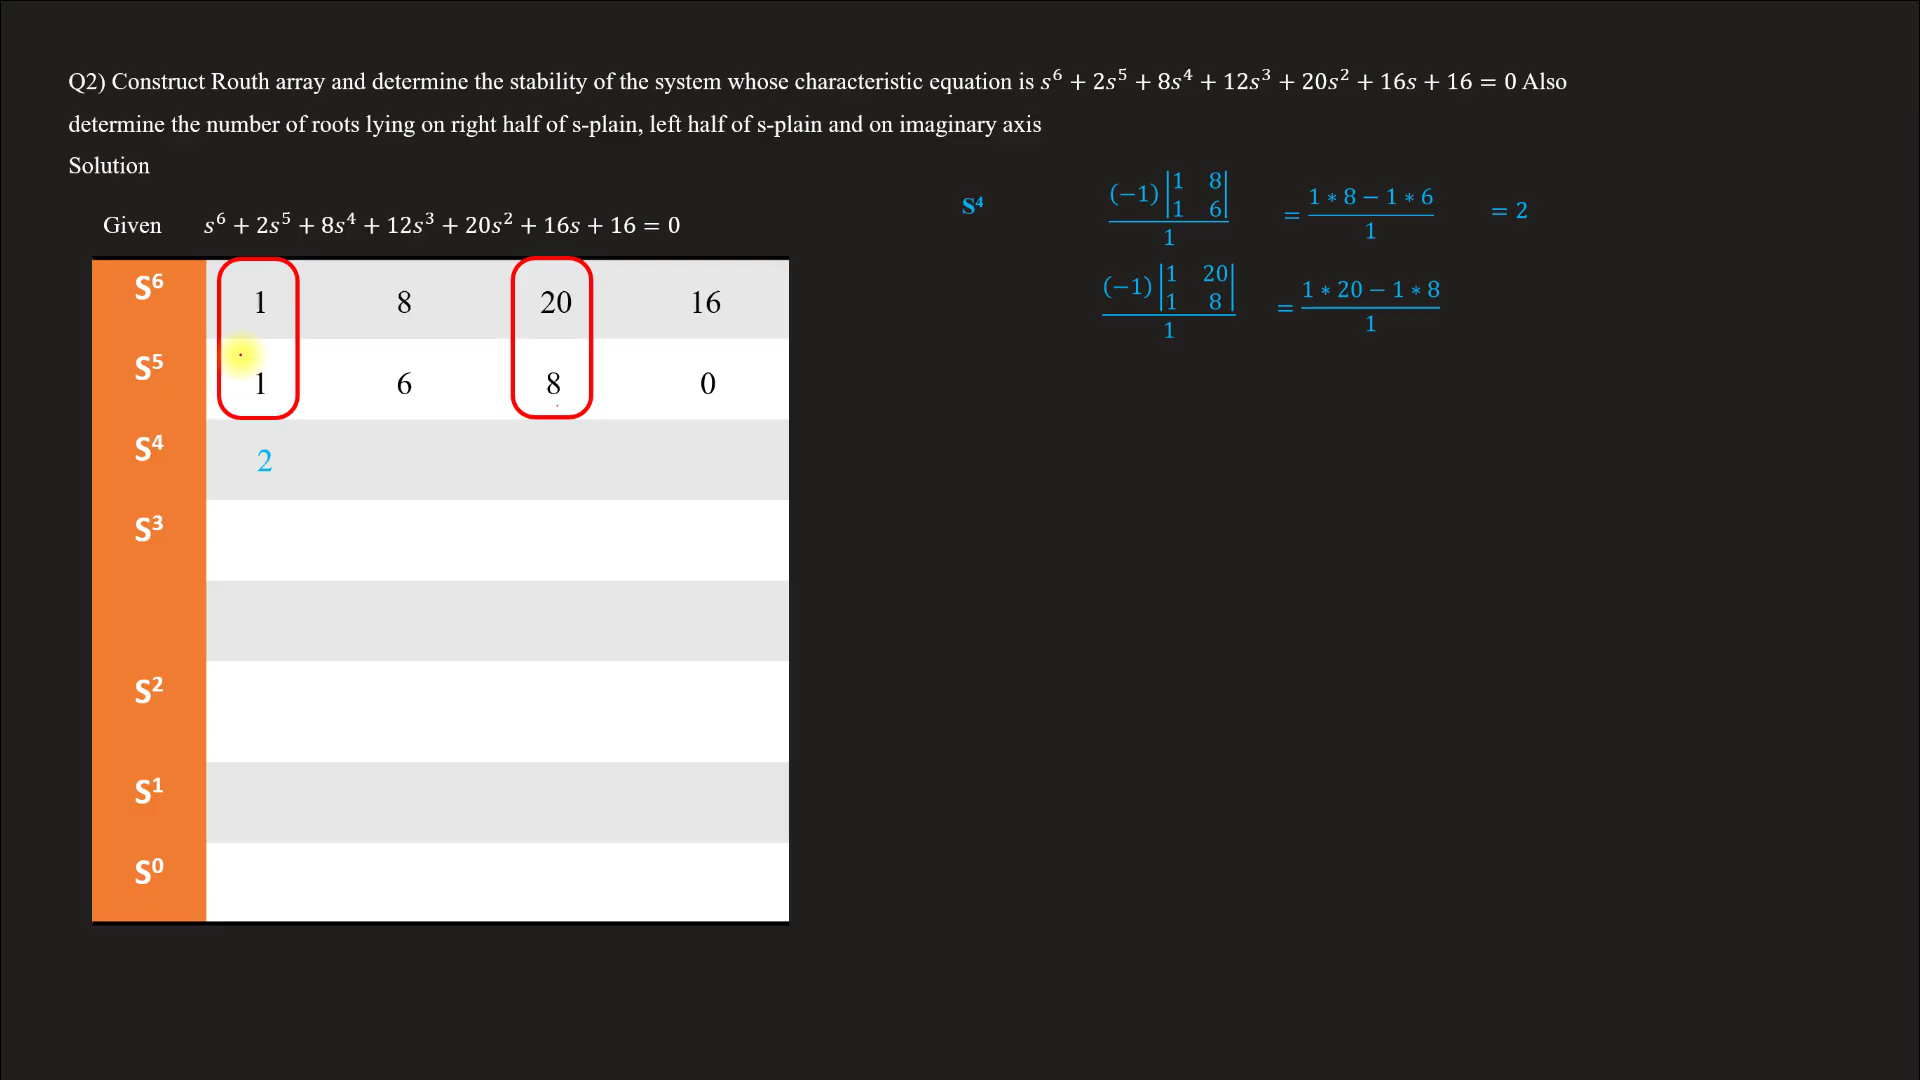 Q2) Construct Routh array and determine the stability of the system whose characteristic equation is s⁶ + 2s⁵ + 8s⁴ + 12s³ + 20s² + 16s + 16 = 0 Also
determine the number of roots lying on right half of s-plain, left half of s-plain and on imaginary axis
Solution
Given s⁶ + 2s⁵ + 8s⁴ + 12s³ + 20s² + 16s + 16 = 0
S⁶ 1 8 20 16
S⁵ 1 6 8 0
S⁴ 2
S³
S²
S¹
S⁰
S⁴
(−1) |1 8|
|1 6|
1
= 1 ∗ 8 − 1 ∗ 6
1
= 2
(−1) |1 20|
|1 8|
1
= 1 ∗ 20 − 1 ∗ 8
1